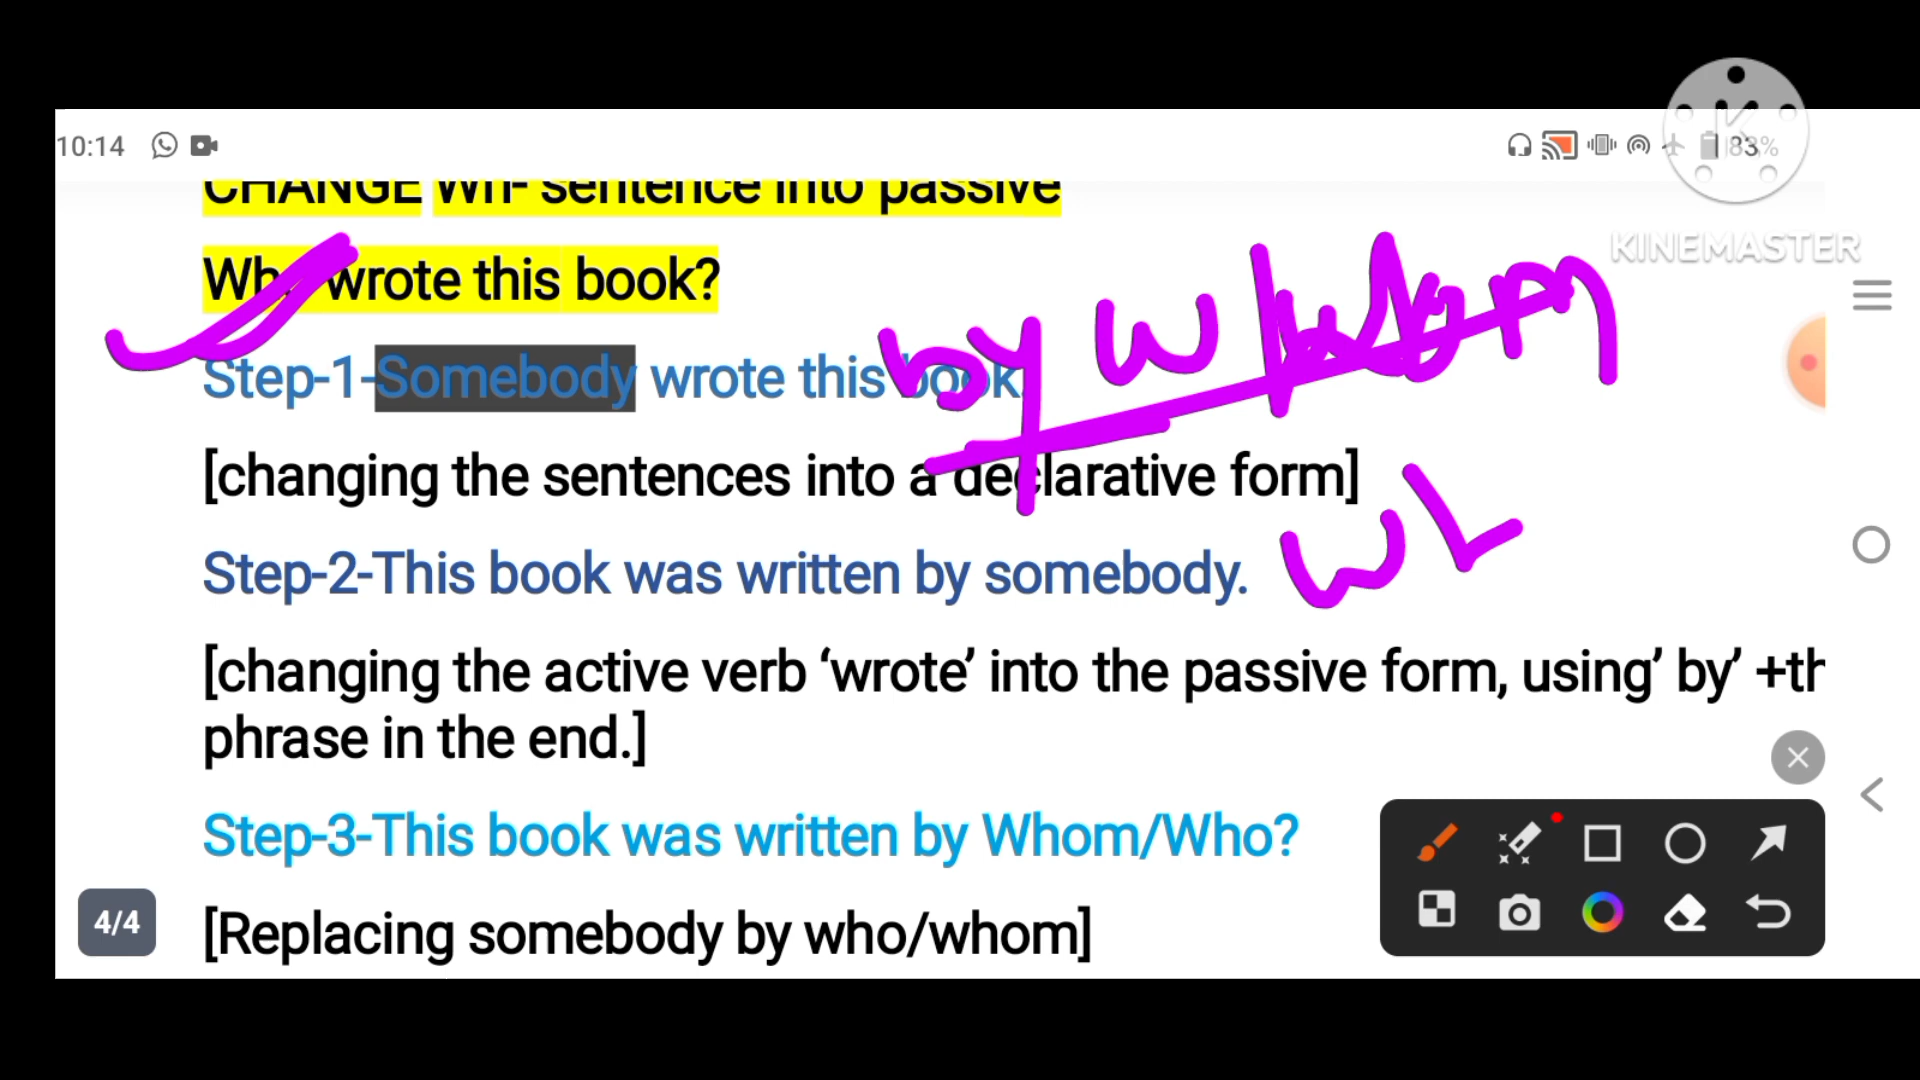 10:14 83%
KINEMASTER
CHANGE Wh- sentence into passive
Who wrote this book?
by whom
Step-1-Somebody wrote this book.
[changing the sentences into a declarative form]
Step-2-This book was written by somebody.
[changing the active verb ‘wrote’ into the passive form, using’ by’ +th
phrase in the end.]
Step-3-This book was written by Whom/Who?
4/4
[Replacing somebody by who/whom]